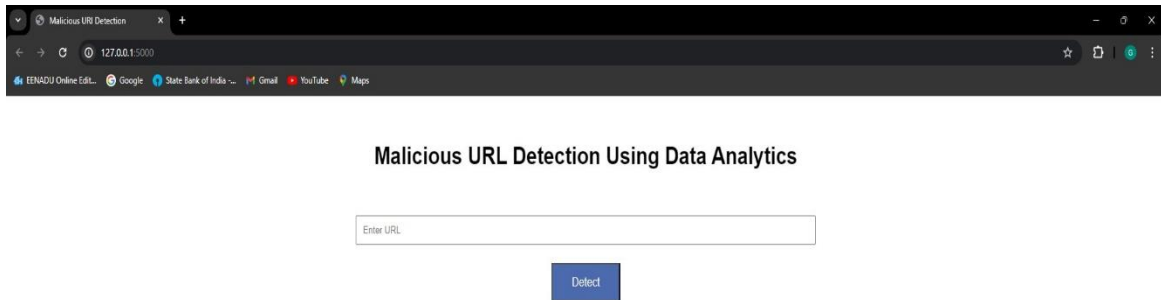 Malicious URI Detection
127.0.0.1:5000
EENADU Online Edit... Google State Bank of India -... Gmail YouTube Maps
G
Malicious URL Detection Using Data Analytics
Enter URL
Detect